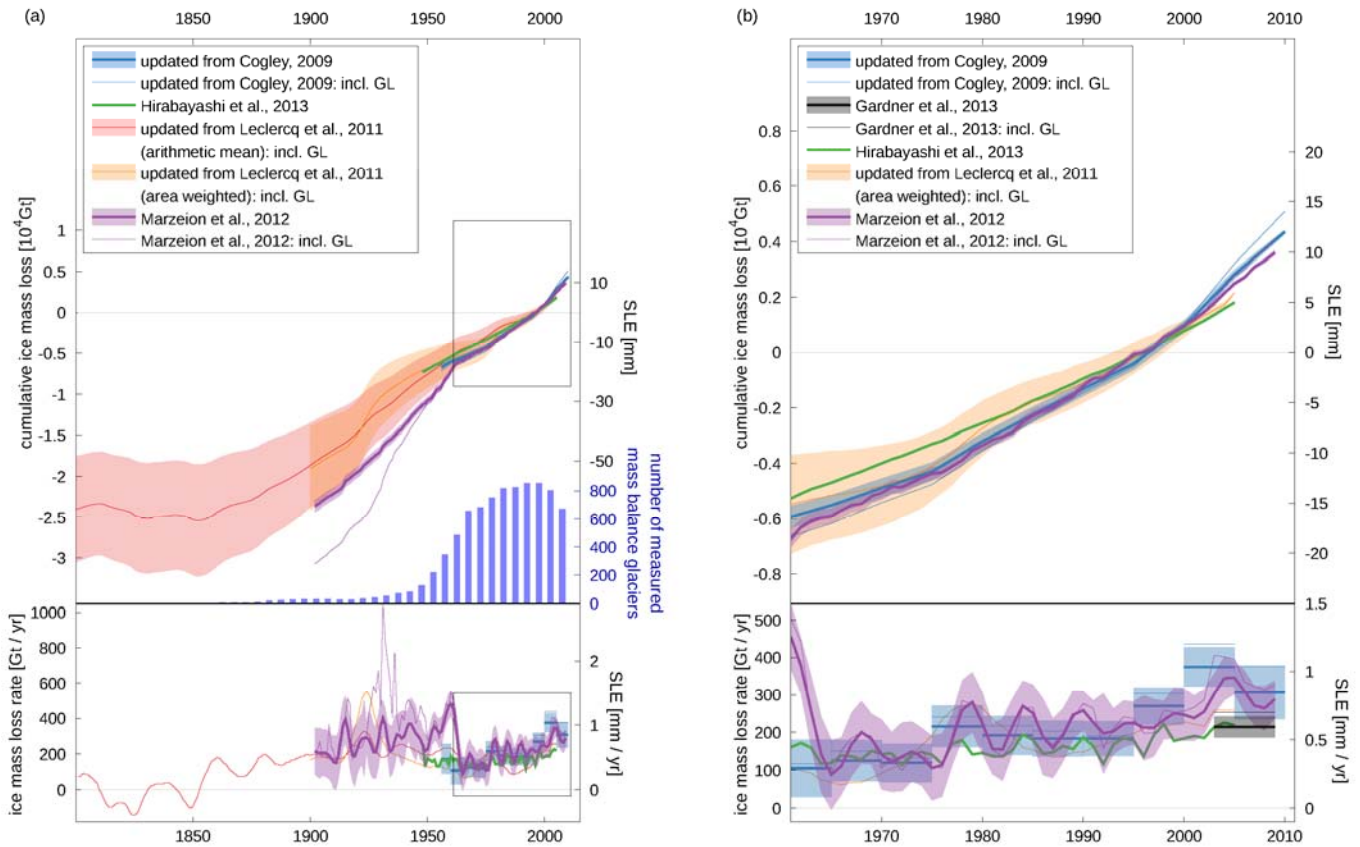 (a)
1850 1900 1950 2000
updated from Cogley, 2009
updated from Cogley, 2009: incl. GL
Hirabayashi et al., 2013
updated from Leclercq et al., 2011
(arithmetic mean): incl. GL
updated from Leclercq et al., 2011
(area weighted): incl. GL
Marzeion et al., 2012
Marzeion et al., 2012: incl. GL
cumulative ice mass loss [10⁴Gt]
1
0.5
0
-0.5
-1
-1.5
-2
-2.5
-3
SLE [mm]
10
-10
-30
-50
number of measured
mass balance glaciers
800
600
400
200
0
ice mass loss rate [Gt / yr]
1000
800
600
400
200
0
SLE [mm / yr]
2
1
0
1850 1900 1950 2000
(b)
1970 1980 1990 2000 2010
updated from Cogley, 2009
updated from Cogley, 2009: incl. GL
Gardner et al., 2013
Gardner et al., 2013: incl. GL
Hirabayashi et al., 2013
updated from Leclercq et al., 2011
(area weighted): incl. GL
Marzeion et al., 2012
Marzeion et al., 2012: incl. GL
cumulative ice mass loss [10⁴Gt]
0.8
0.6
0.4
0.2
0
-0.2
-0.4
-0.6
-0.8
SLE [mm]
20
15
10
5
0
-5
-10
-15
-20
ice mass loss rate [Gt / yr]
500
400
300
200
100
0
SLE [mm / yr]
1.5
1
0.5
0
1970 1980 1990 2000 2010